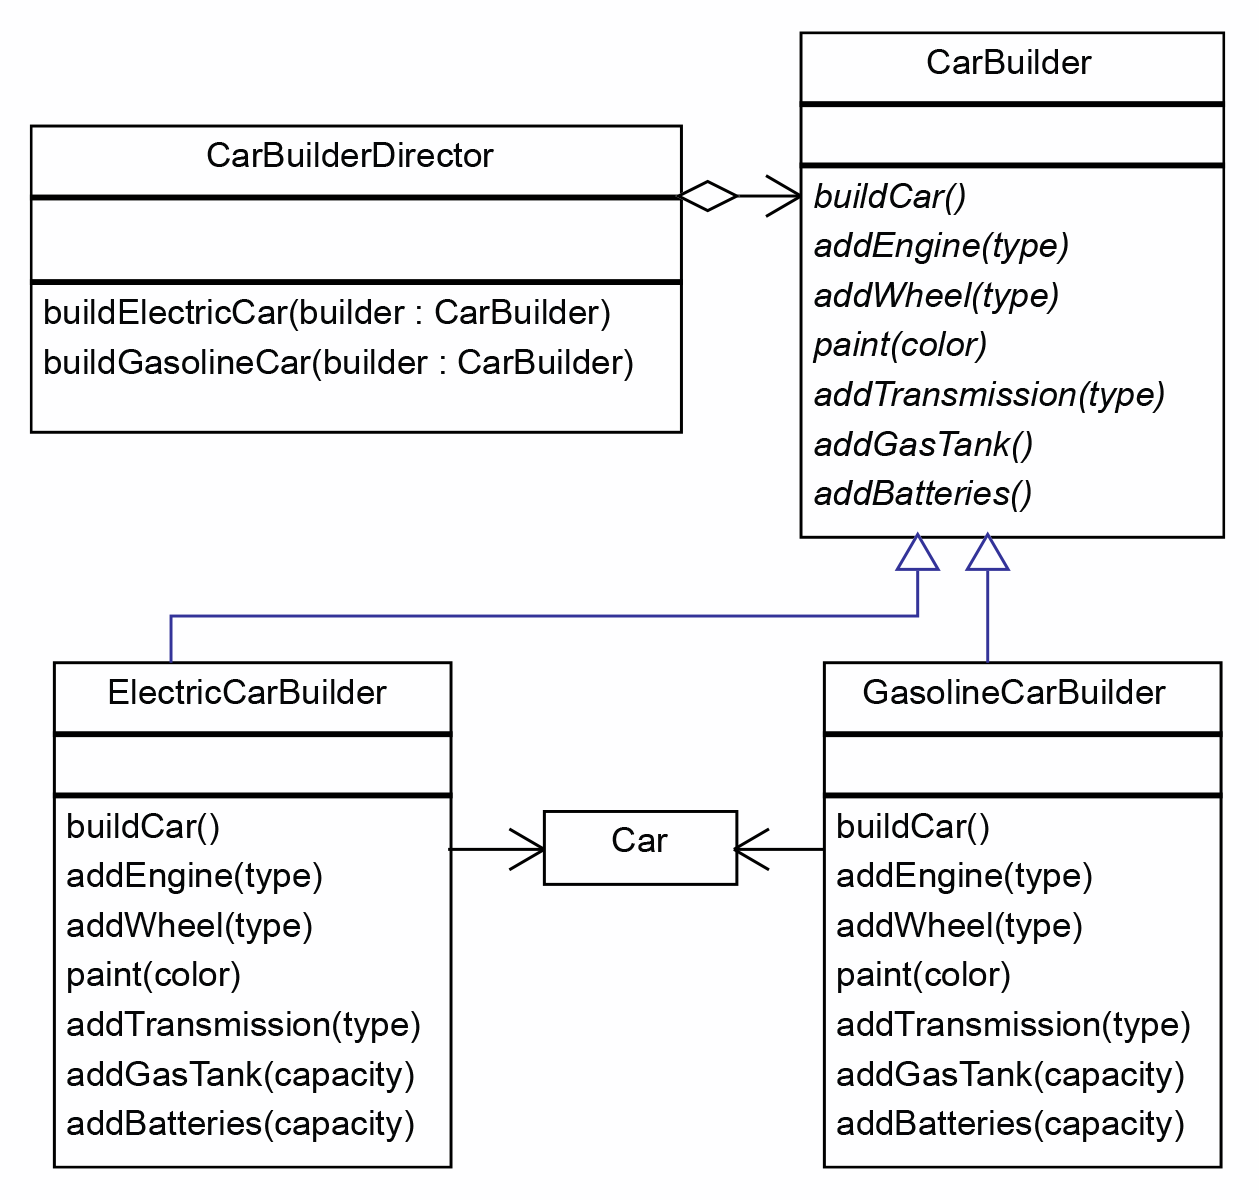 CarBuilder
buildCar()
addEngine(type)
addWheel(type)
paint(color)
addTransmission(type)
addGasTank()
addBatteries()
CarBuilderDirector
buildElectricCar(builder : CarBuilder)
buildGasolineCar(builder : CarBuilder)
ElectricCarBuilder
buildCar()
addEngine(type)
addWheel(type)
paint(color)
addTransmission(type)
addGasTank(capacity)
addBatteries(capacity)
Car
GasolineCarBuilder
buildCar()
addEngine(type)
addWheel(type)
paint(color)
addTransmission(type)
addGasTank(capacity)
addBatteries(capacity)